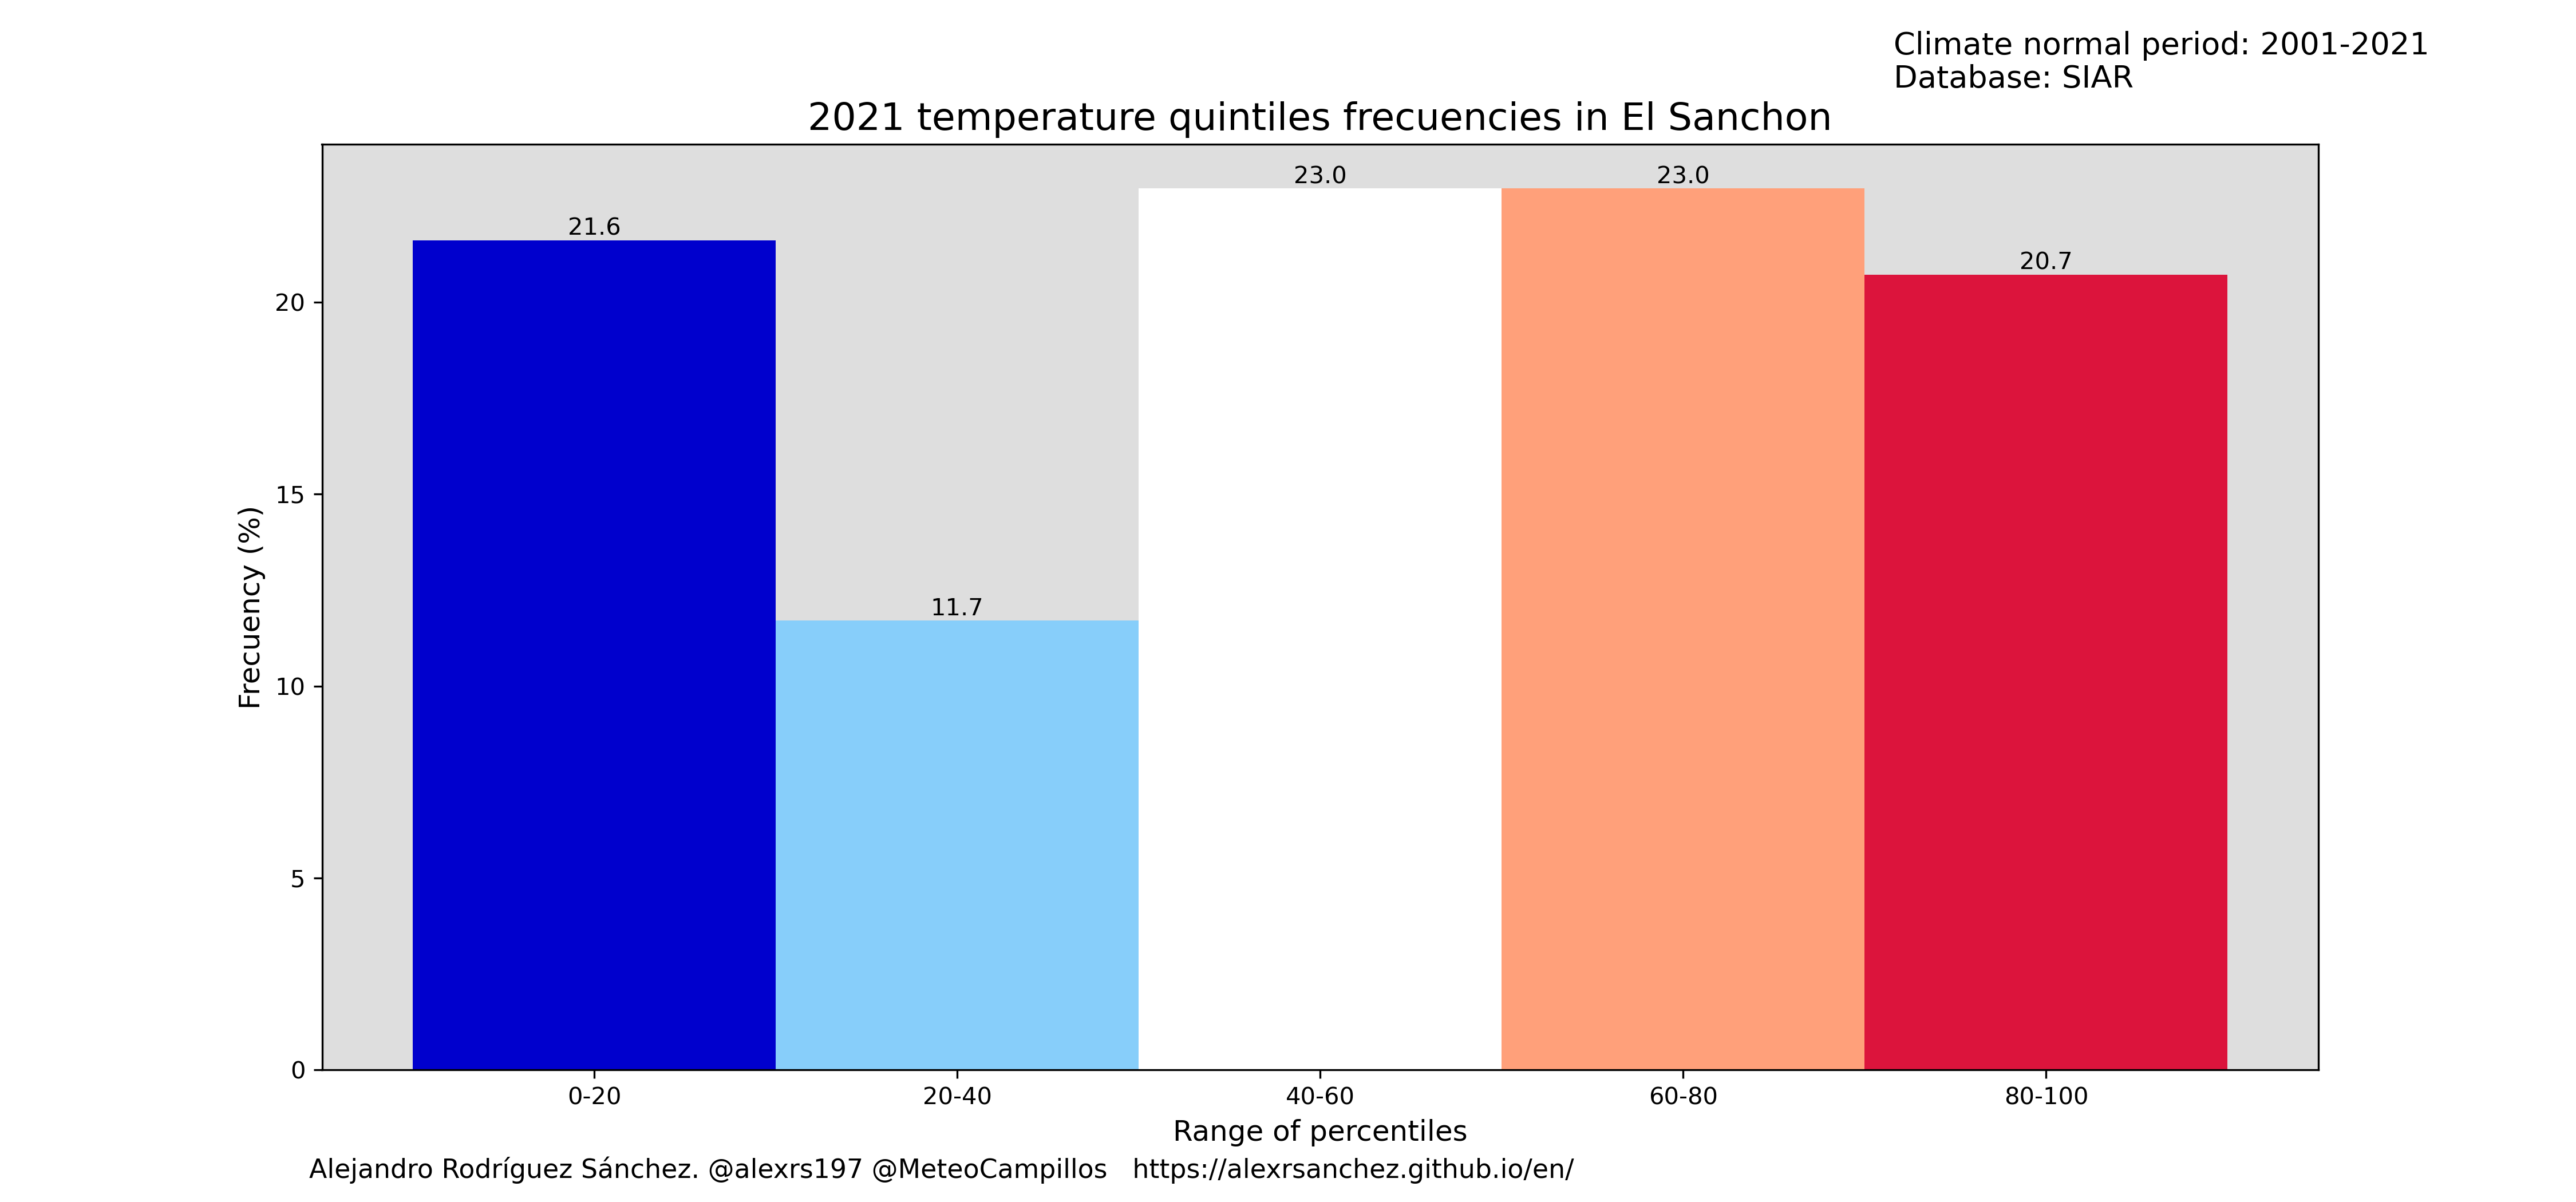 Climate normal period: 2001-2021
Database: SIAR
2021 temperature quintiles frecuencies in El Sanchon
23.0
23.0
21.6
20.7
11.7
Frecuency (%)
20
15
10
5
0
0-20
20-40
40-60
60-80
80-100
Range of percentiles
Alejandro Rodríguez Sánchez. @alexrs197 @MeteoCampillos https://alexrsanchez.github.io/en/